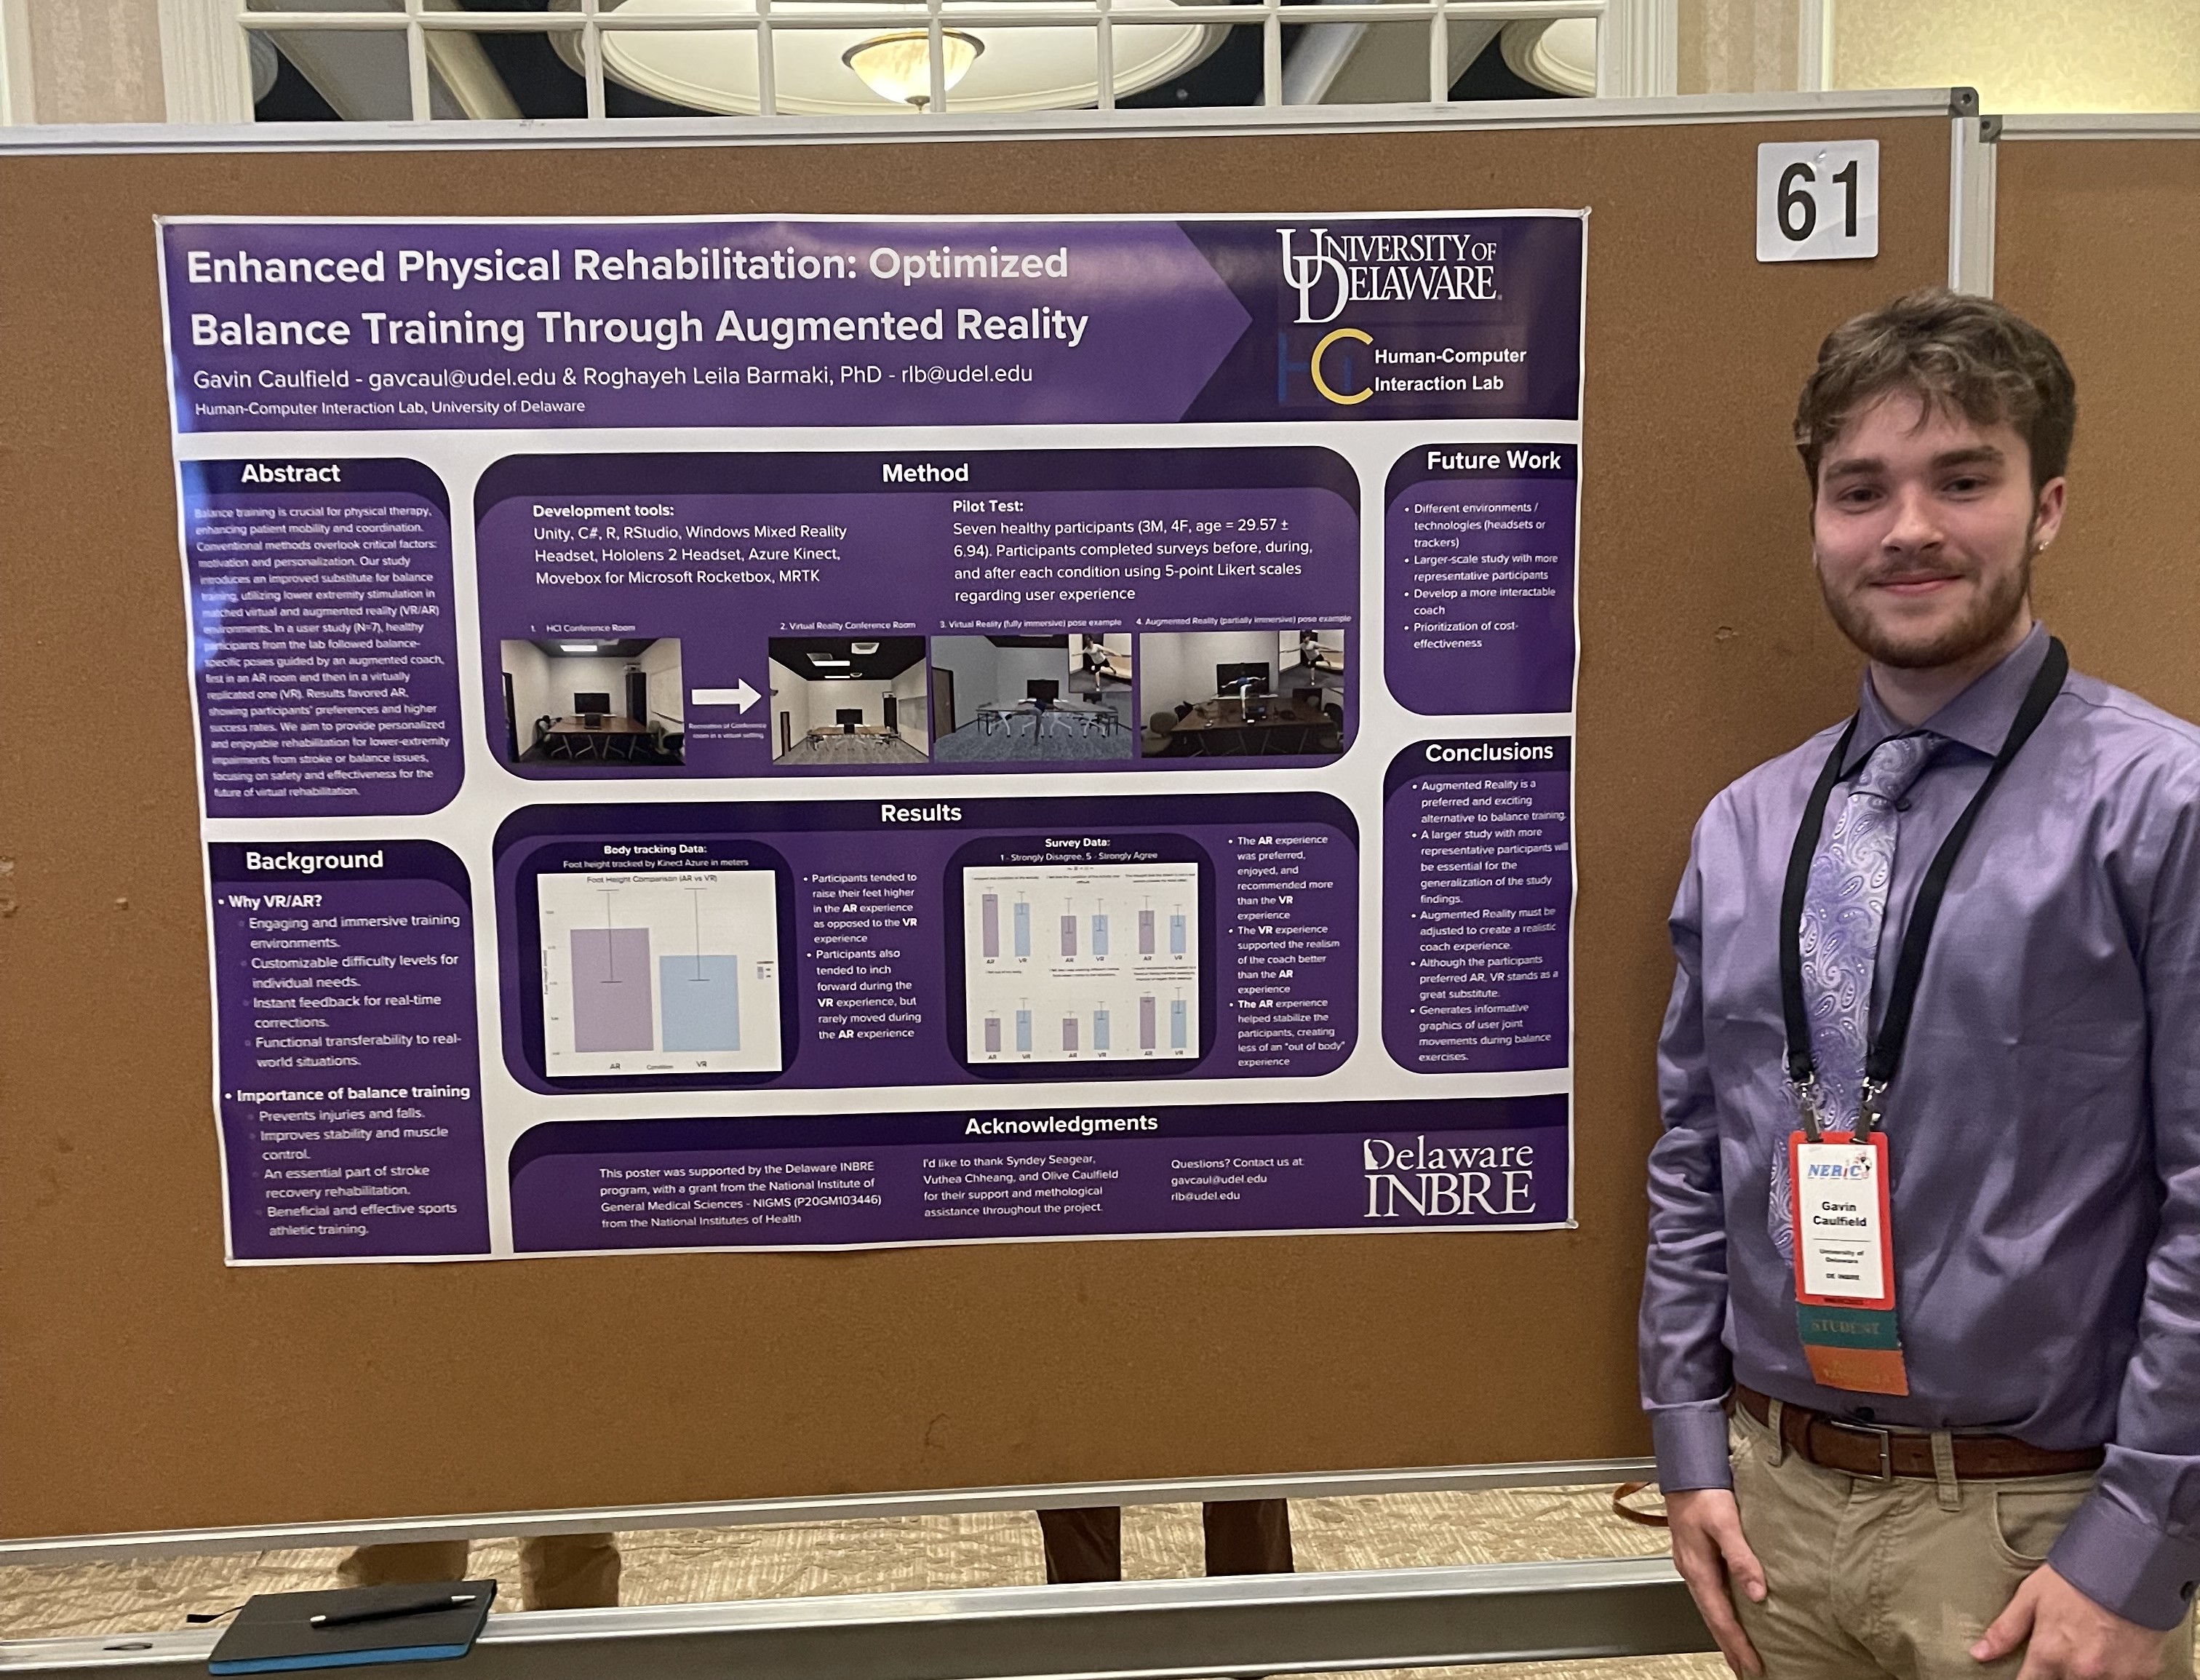 61
Enhanced Physical Rehabilitation: Optimized
Balance Training Through Augmented Reality
Gavin Caulfield - gavcaul@udel.edu & Roghayeh Leila Barmaki, PhD - rlb@udel.edu
Human-Computer Interaction Lab, University of Delaware
UNIVERSITY OF
DELAWARE
HCI
Human-Computer
Interaction Lab
Abstract
Balance training is crucial for physical therapy,
enhancing patient mobility and coordination.
Conventional methods overlook critical factors:
motivation and personalization. Our study
introduces an improved substitute for balance
training, utilizing lower extremity stimulation in
matched virtual and augmented reality (VR/AR)
environments. In a user study (N=7), healthy
participants from the lab followed balance-
specific poses guided by an augmented coach,
first in an AR room and then in a virtually
replicated one (VR). Results favored AR,
showing participants' preferences and higher
success rates. We aim to provide personalized
and enjoyable rehabilitation for lower-extremity
impairments from stroke or balance issues,
focusing on safety and effectiveness for the
future of virtual rehabilitation.
Background
• Why VR/AR?
Engaging and immersive training
environments.
Customizable difficulty levels for
individual needs.
Instant feedback for real-time
corrections.
Functional transferability to real-
world situations.
• Importance of balance training
Prevents injuries and falls.
Improves stability and muscle
control.
An essential part of stroke
recovery rehabilitation.
Beneficial and effective sports
athletic training.
Method
Development tools:
Unity, C#, R, RStudio, Windows Mixed Reality
Headset, Hololens 2 Headset, Azure Kinect,
Movebox for Microsoft Rocketbox, MRTK
Pilot Test:
Seven healthy participants (3M, 4F, age = 29.57 ±
6.94). Participants completed surveys before, during,
and after each condition using 5-point Likert scales
regarding user experience
1. HCI Conference Room
Recreation of Conference
room in a virtual setting
2. Virtual Reality Conference Room
3. Virtual Reality (fully immersive) pose example
4. Augmented Reality (partially immersive) pose example
Results
Body tracking Data:
Foot height tracked by Kinect Azure in meters
Foot Height Comparison (AR vs VR)
AR
Condition
VR
• Participants tended to
raise their feet higher
in the AR experience
as opposed to the VR
experience
• Participants also
tended to inch
forward during the
VR experience, but
rarely moved during
the AR experience
Survey Data:
1 - Strongly Disagree, 5 - Strongly Agree
AR VR AR VR AR VR
AR VR AR VR AR VR
• The AR experience
was preferred,
enjoyed, and
recommended more
than the VR
experience
• The VR experience
supported the realism
of the coach better
than the AR
experience
• The AR experience
helped stabilize the
participants, creating
less of an "out of body"
experience
Future Work
• Different environments /
technologies (headsets or
trackers)
• Larger-scale study with more
representative participants
• Develop a more interactable
coach
• Prioritization of cost-
effectiveness
Conclusions
• Augmented Reality is a
preferred and exciting
alternative to balance training.
• A larger study with more
representative participants will
be essential for the
generalization of the study
findings.
• Augmented Reality must be
adjusted to create a realistic
coach experience.
• Although the participants
preferred AR, VR stands as a
great substitute.
• Generates informative
graphics of user joint
movements during balance
exercises.
Acknowledgments
This poster was supported by the Delaware INBRE
program, with a grant from the National Institute of
General Medical Sciences - NIGMS (P20GM103446)
from the National Institutes of Health
I'd like to thank Syndey Seagear,
Vuthea Chheang, and Olive Caulfield
for their support and methological
assistance throughout the project.
Questions? Contact us at:
gavcaul@udel.edu
rlb@udel.edu
Delaware
INBRE
NERIC
Gavin
Caulfield
University of
Delaware
DE INBRE
STUDENT